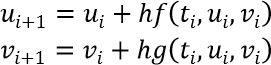 u_{i+1} = u_i + hf(t_i, u_i, v_i)
v_{i+1} = v_i + hg(t_i, u_i, v_i)